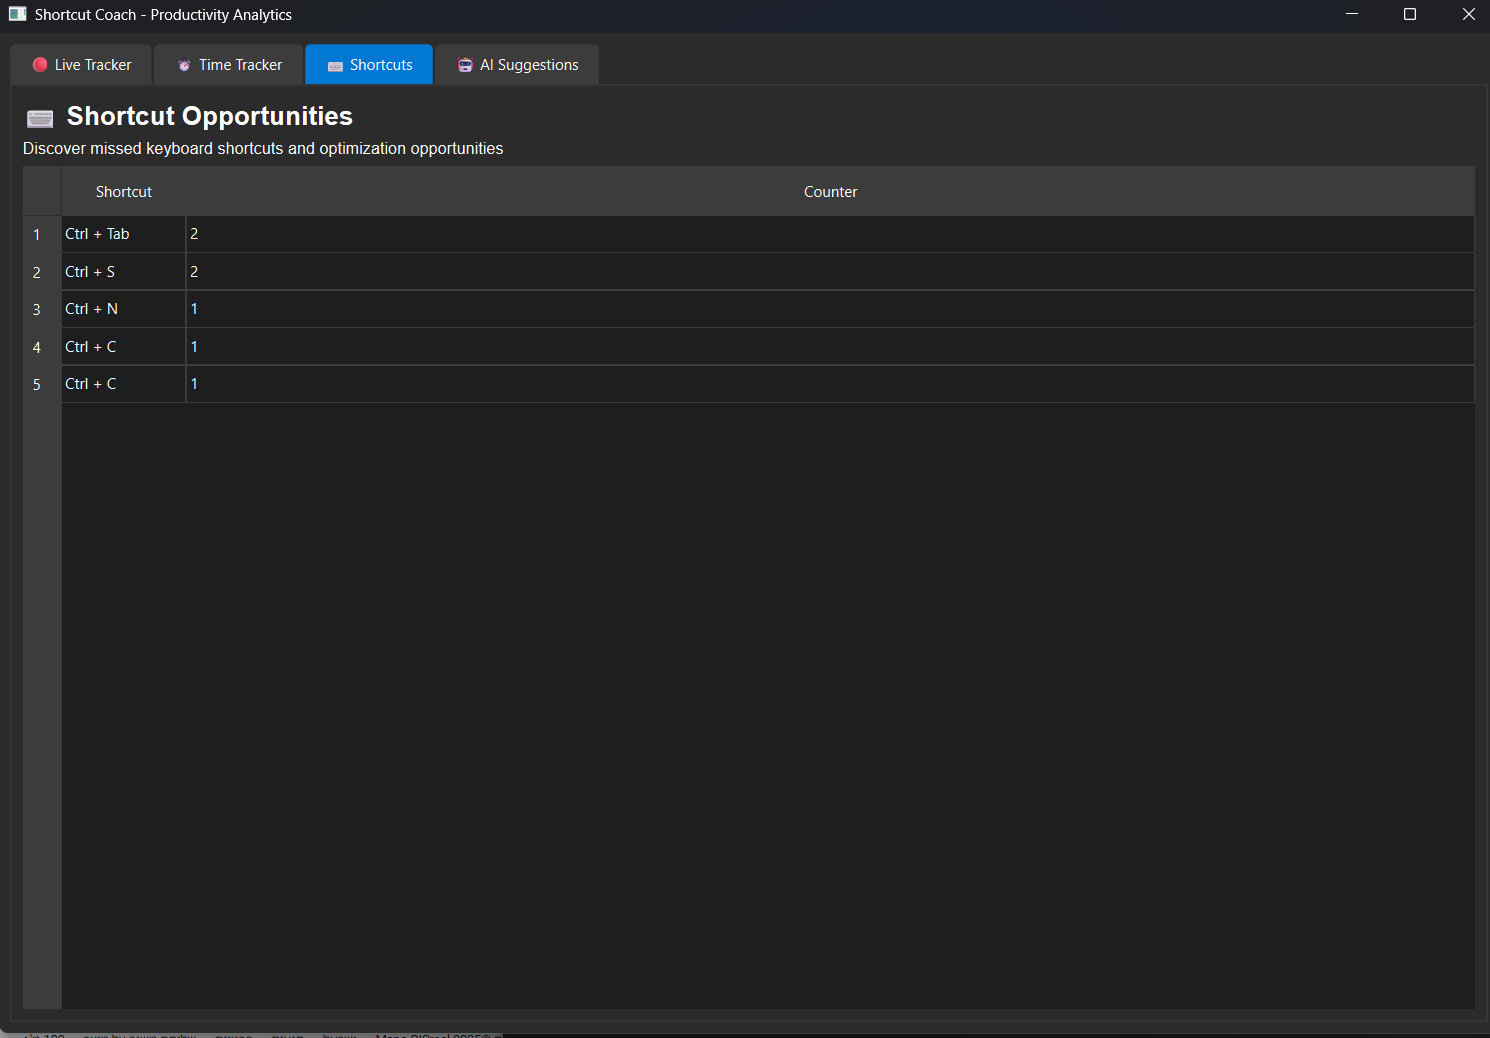 Shortcut Coach - Productivity Analytics
Live Tracker Time Tracker Shortcuts AI Suggestions
Shortcut Opportunities
Discover missed keyboard shortcuts and optimization opportunities
Shortcut Counter
1 Ctrl + Tab 2
2 Ctrl + S 2
3 Ctrl + N 1
4 Ctrl + C 1
5 Ctrl + C 1